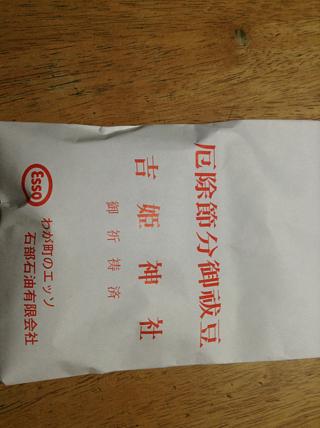 厄除節分御祓豆
吉姫神社
御祈祷済
Esso
わが町のエッソ
石部石油有限会社